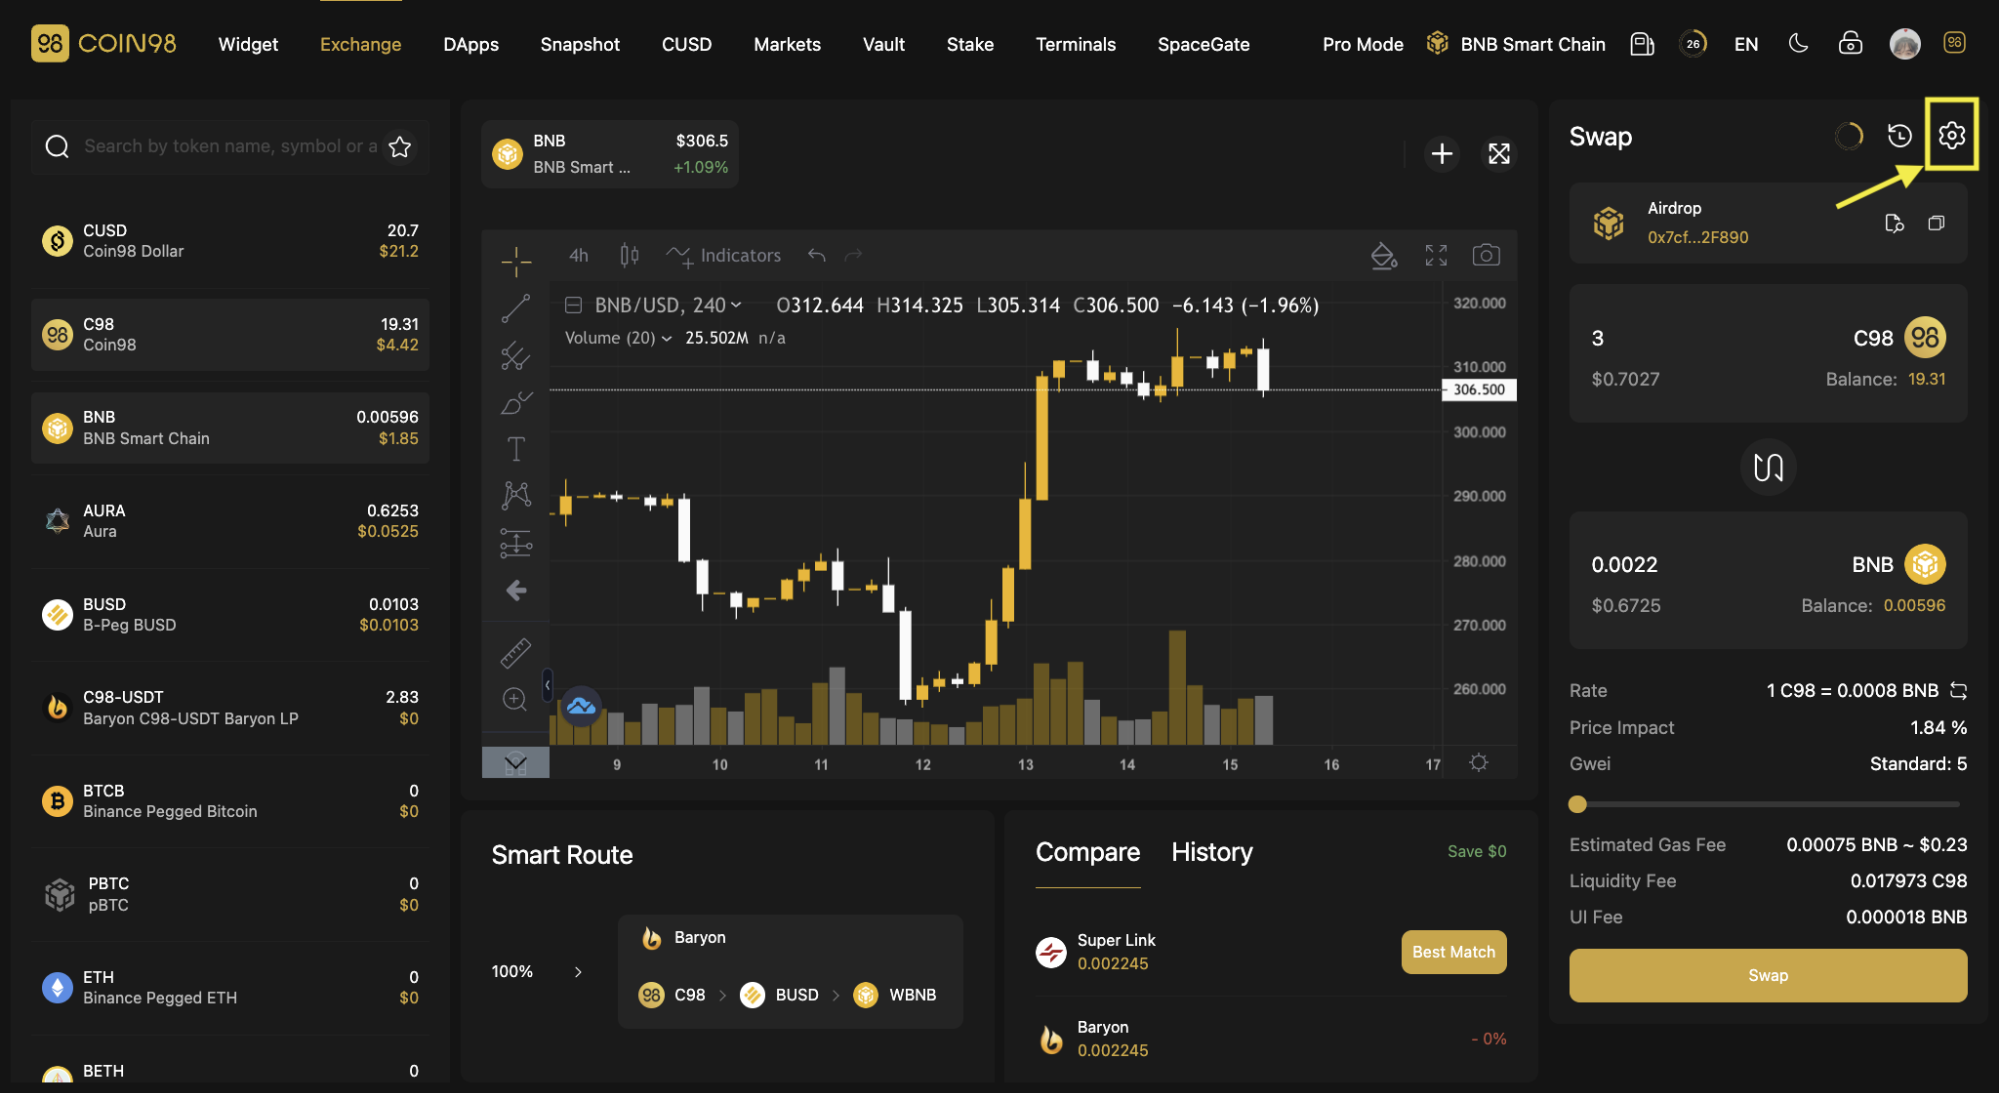 98 COIN98
Widget
Exchange
DApps
Snapshot
CUSD
Markets
Vault
Stake
Terminals
SpaceGate
Pro Mode
BNB Smart Chain
26
EN
98
Search by token name, symbol or a
CUSD 20.7
Coin98 Dollar $21.2
98
C98 19.31
Coin98 $4.42
BNB 0.00596
BNB Smart Chain $1.85
AURA 0.6253
Aura $0.0525
BUSD 0.0103
B-Peg BUSD $0.0103
C98-USDT 2.83
Baryon C98-USDT Baryon LP $0
BTCB 0
Binance Pegged Bitcoin $0
PBTC 0
pBTC $0
ETH 0
Binance Pegged ETH $0
BETH 0
BNB $306.5
BNB Smart ... +1.09%
4h
Indicators
BNB/USD, 240 O312.644 H314.325 L305.314 C306.500 −6.143 (−1.96%)
Volume (20) 25.502M n/a
T
320.000
310.000
306.500
300.000
290.000
280.000
270.000
260.000
9 10 11 12 13 14 15 16 17
Smart Route
100%
Baryon
98 C98 > BUSD > WBNB
Compare
History
Save $0
Super Link
0.002245
Best Match
Baryon
0.002245
- 0%
Swap
Airdrop
0x7cf...2F890
3 C98 98
$0.7027 Balance: 19.31
0.0022 BNB
$0.6725 Balance: 0.00596
Rate 1 C98 = 0.0008 BNB
Price Impact 1.84 %
Gwei Standard: 5
Estimated Gas Fee 0.00075 BNB ~ $0.23
Liquidity Fee 0.017973 C98
UI Fee 0.000018 BNB
Swap